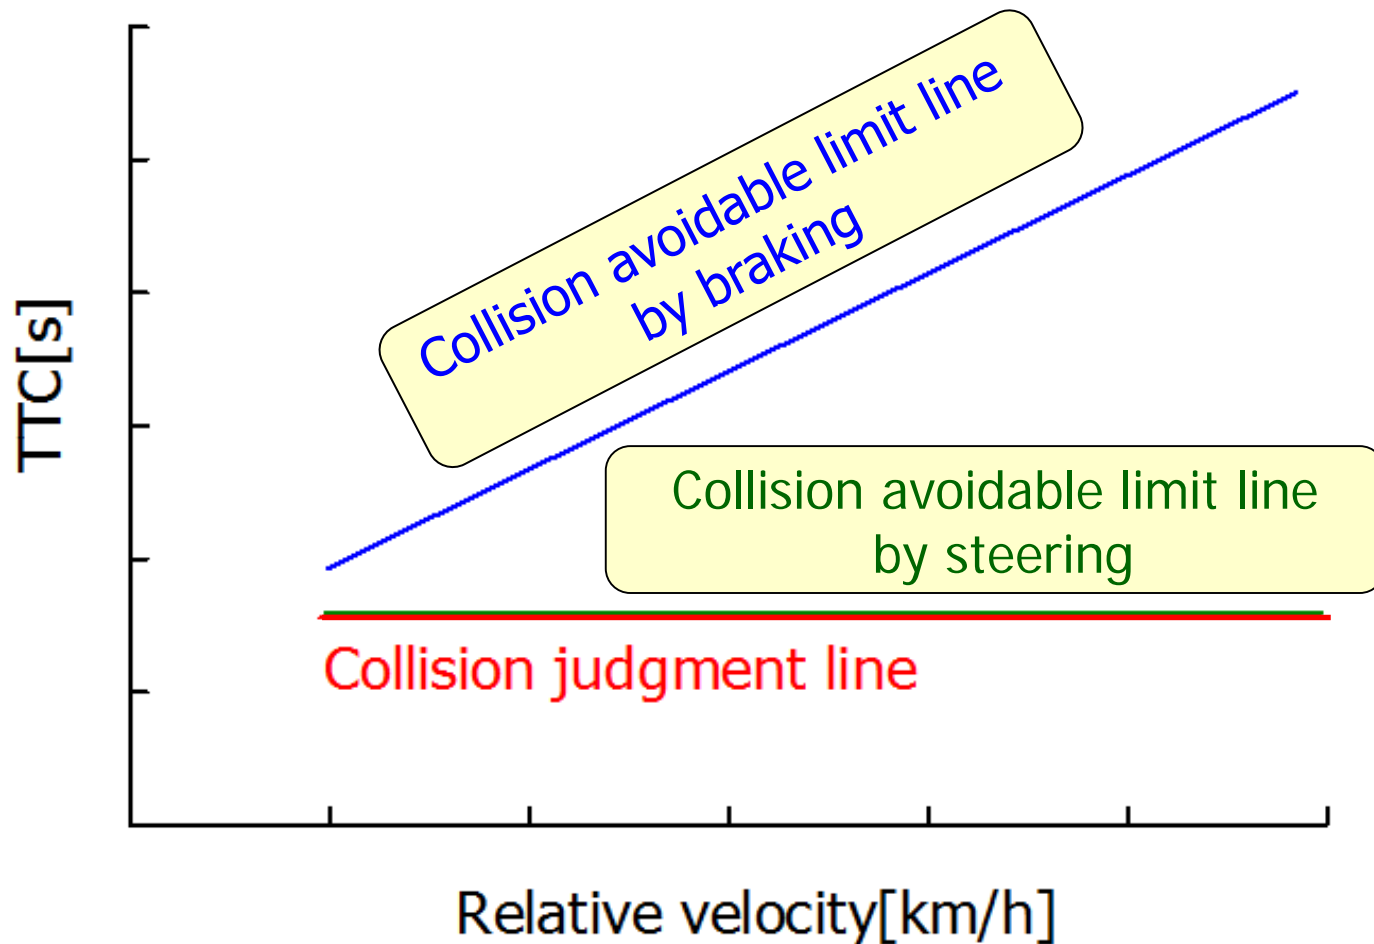 Collision avoidable limit line
by braking
TTC[s]
Collision avoidable limit line
by steering
Collision judgment line
Relative velocity[km/h]